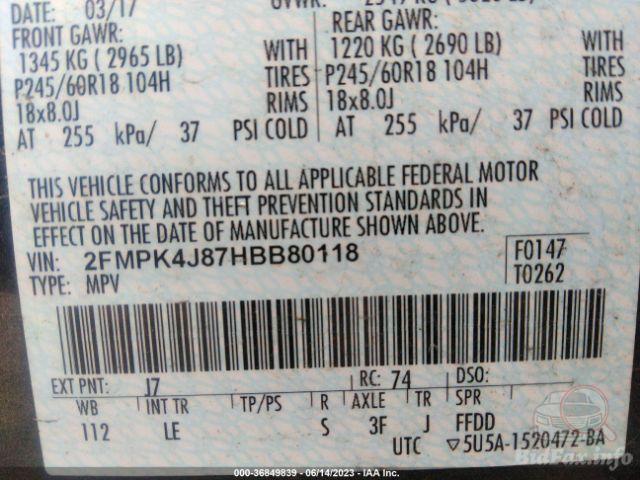 DATE: 03/17
FRONT GAWR: REAR GAWR:
1345 KG ( 2965 LB) WITH 1220 KG ( 2690 LB) WITH
P245/60R18 104H TIRES P245/60R18 104H TIRES
18x8.0J RIMS 18x8.0J RIMS
AT 255 kPa/ 37 PSI COLD AT 255 kPa/ 37 PSI COLD
THIS VEHICLE CONFORMS TO ALL APPLICABLE FEDERAL MOTOR
VEHICLE SAFETY AND THEFT PREVENTION STANDARDS IN
EFFECT ON THE DATE OF MANUFACTURE SHOWN ABOVE.
VIN: 2FMPK4J87HBB80118 F0147
TYPE: MPV T0262
EXT PNT: J7 RC: 74 DSO:
WB INT TR TP/PS R AXLE TR SPR
112 LE S 3F J FFDD
UTC ▽5U5A-1520472-BA
BidFax.info
000-36849839 - 06/14/2023 - IAA Inc.